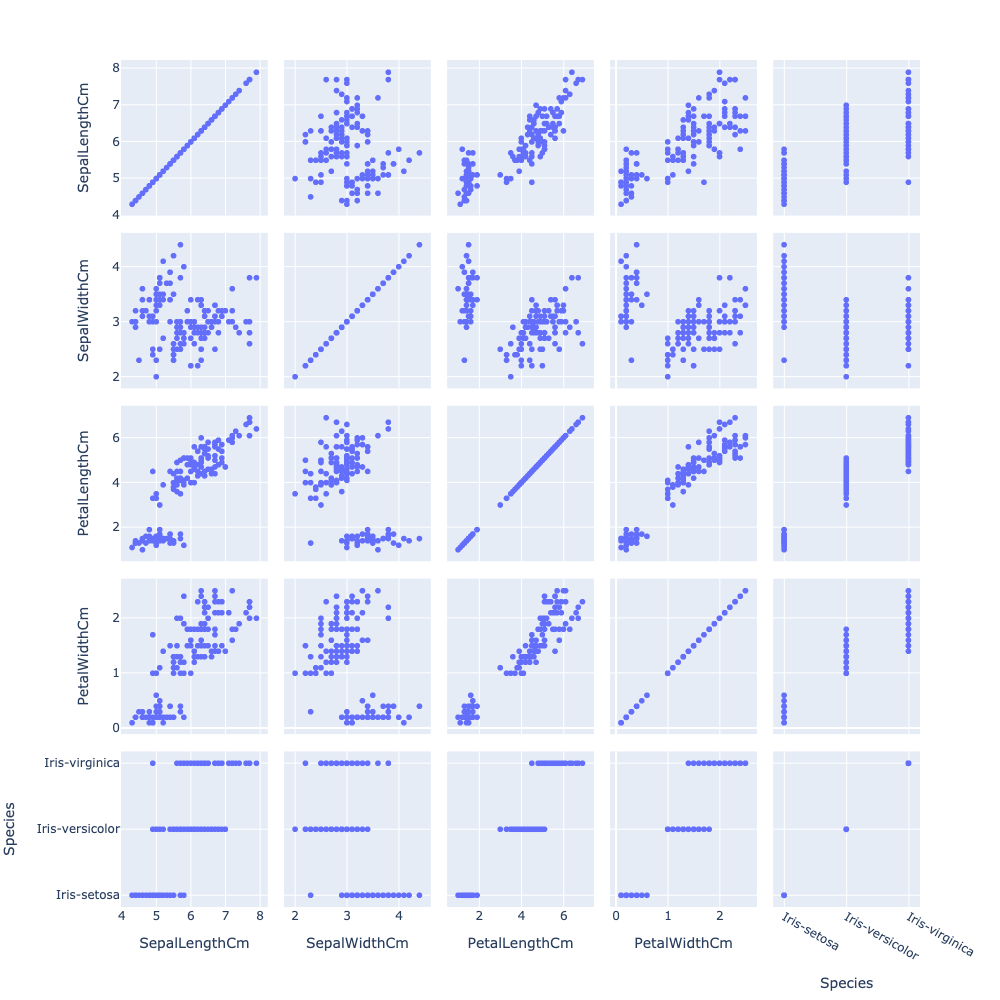 SepalLengthCm
8
7
6
5
4
SepalWidthCm
4
3
2
PetalLengthCm
6
4
2
PetalWidthCm
2
1
0
Species
Iris-virginica
Iris-versicolor
Iris-setosa
4 5 6 7 8 2 3 4 2 4 6 0 1 2 Iris-setosa Iris-versicolor Iris-virginica
SepalLengthCm SepalWidthCm PetalLengthCm PetalWidthCm
Species